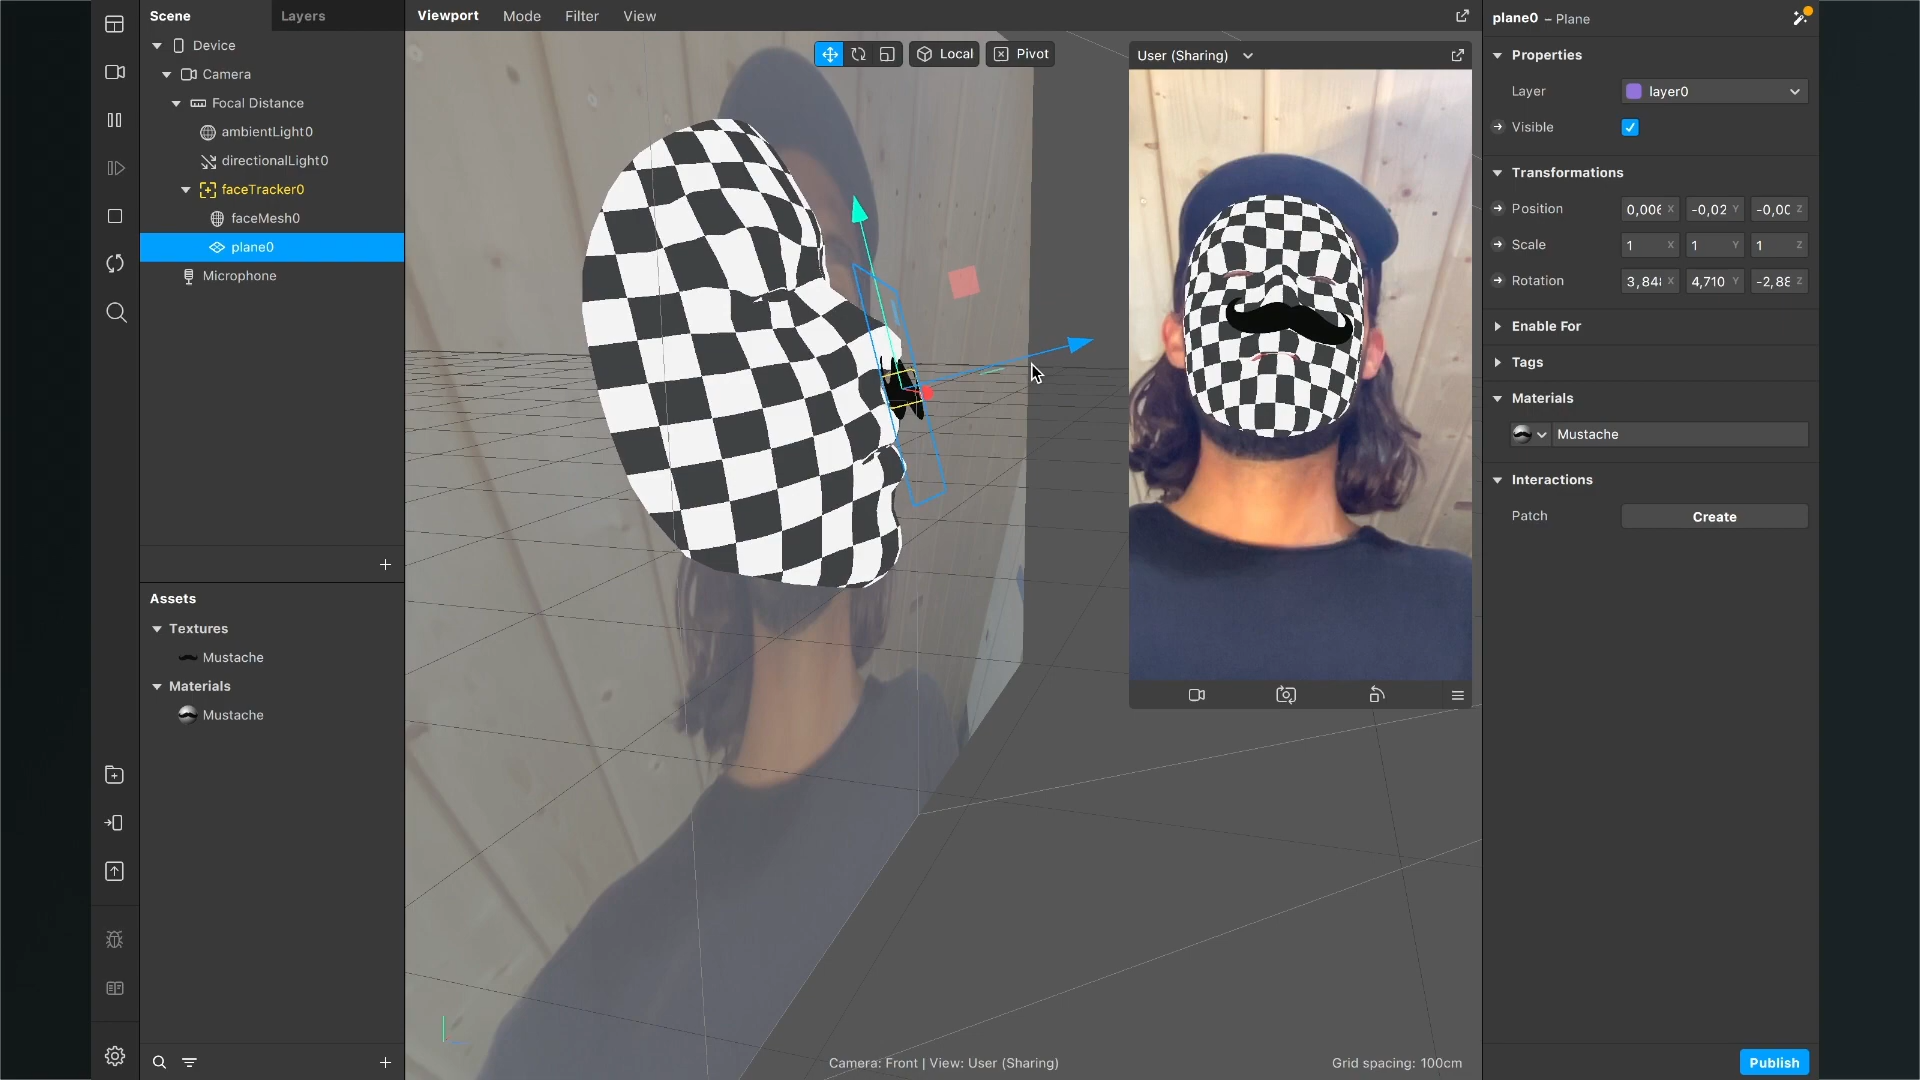 Scene
Layers
Device
Camera
Focal Distance
ambientLight0
directionalLight0
faceTracker0
faceMesh0
plane0
Microphone
Assets
Textures
Mustache
Materials
Mustache
Viewport
Mode
Filter
View
Local
Pivot
User (Sharing)
Camera: Front | View: User (Sharing)
Grid spacing: 100cm
plane0 – Plane
Properties
Layer
layer0
Visible
Transformations
Position 0,006 X -0,02 Y -0,00 Z
Scale 1 X 1 Y 1 Z
Rotation 3,848 X 4,710 Y -2,88 Z
Enable For
Tags
Materials
Mustache
Interactions
Patch
Create
Publish